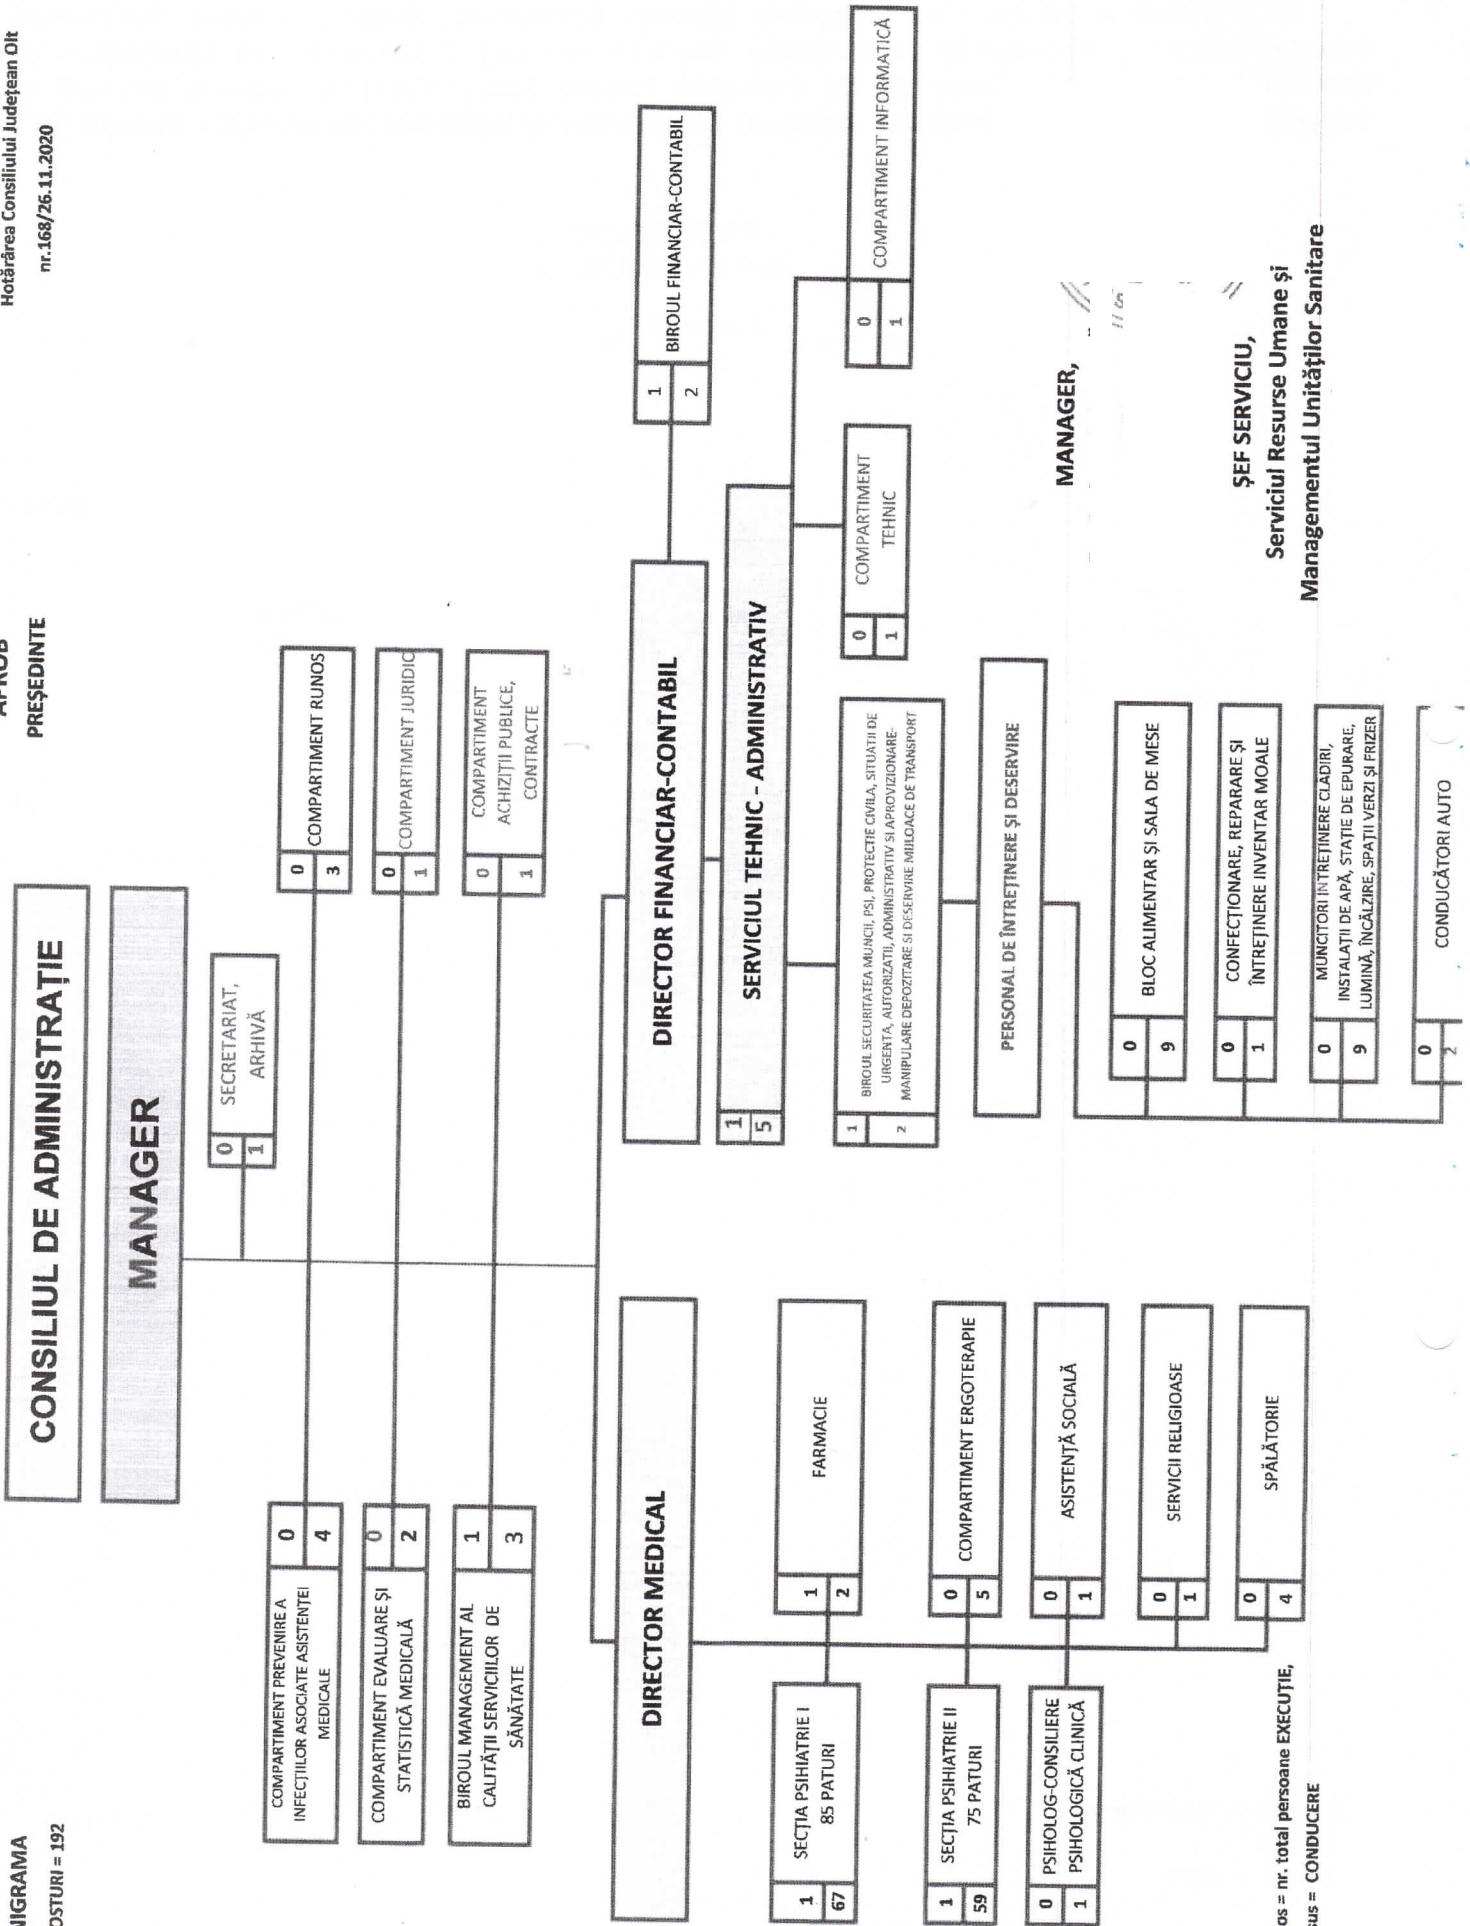 NIGRAMA
OSTURI = 192
PREȘEDINTE
Hotărârea Consiliului Județean Olt
nr.168/26.11.2020
CONSILIUL DE ADMINISTRAȚIE
MANAGER
0
1
SECRETARIAT,
ARHIVĂ
COMPARTIMENT PREVENIRE A
INFECȚIILOR ASOCIATE ASISTENȚEI
MEDICALE
0
4
0
3
COMPARTIMENT RUNOS
COMPARTIMENT EVALUARE ȘI
STATISTICĂ MEDICALĂ
0
2
0
1
COMPARTIMENT JURIDIC
BIROUL MANAGEMENT AL
CALITĂȚII SERVICIILOR DE
SĂNĂTATE
1
3
0
1
COMPARTIMENT
ACHIZIȚII PUBLICE,
CONTRACTE
DIRECTOR MEDICAL
DIRECTOR FINANCIAR-CONTABIL
1
2
BIROUL FINANCIAR-CONTABIL
1
5
SERVICIUL TEHNIC - ADMINISTRATIV
1
67
SECȚIA PSIHIATRIE I
85 PATURI
1
2
FARMACIE
1
2
BIROUL SECURITATEA MUNCII, PSI, PROTECTIE CIVILA, SITUATII DE
URGENTA, AUTORIZATII, ADMINISTRATIV SI APROVIZIONARE-
MANIPULARE DEPOZITARE SI DESERVIRE MIJLOACE DE TRANSPORT
0
1
COMPARTIMENT
TEHNIC
0
1
COMPARTIMENT INFORMATICĂ
1
59
SECȚIA PSIHIATRIE II
75 PATURI
0
5
COMPARTIMENT ERGOTERAPIE
PERSONAL DE ÎNTREȚINERE ȘI DESERVIRE
0
1
PSIHOLOG-CONSILIERE
PSIHOLOGICĂ CLINICĂ
0
1
ASISTENȚĂ SOCIALĂ
MANAGER,
0
1
SERVICII RELIGIOASE
0
9
BLOC ALIMENTAR ȘI SALA DE MESE
0
4
SPĂLĂTORIE
0
1
CONFECȚIONARE, REPARARE ȘI
ÎNTREȚINERE INVENTAR MOALE
ȘEF SERVICIU,
Serviciul Resurse Umane și
Managementul Unităților Sanitare
os = nr. total persoane EXECUȚIE,
sus = CONDUCERE
0
9
MUNCITORI INTREȚINERE CLADIRI,
INSTALATII DE APĂ, STAȚIE DE EPURARE,
LUMINĂ, ÎNCĂLZIRE, SPAȚII VERZI ȘI FRIZER
0
2
CONDUCĂTORI AUTO